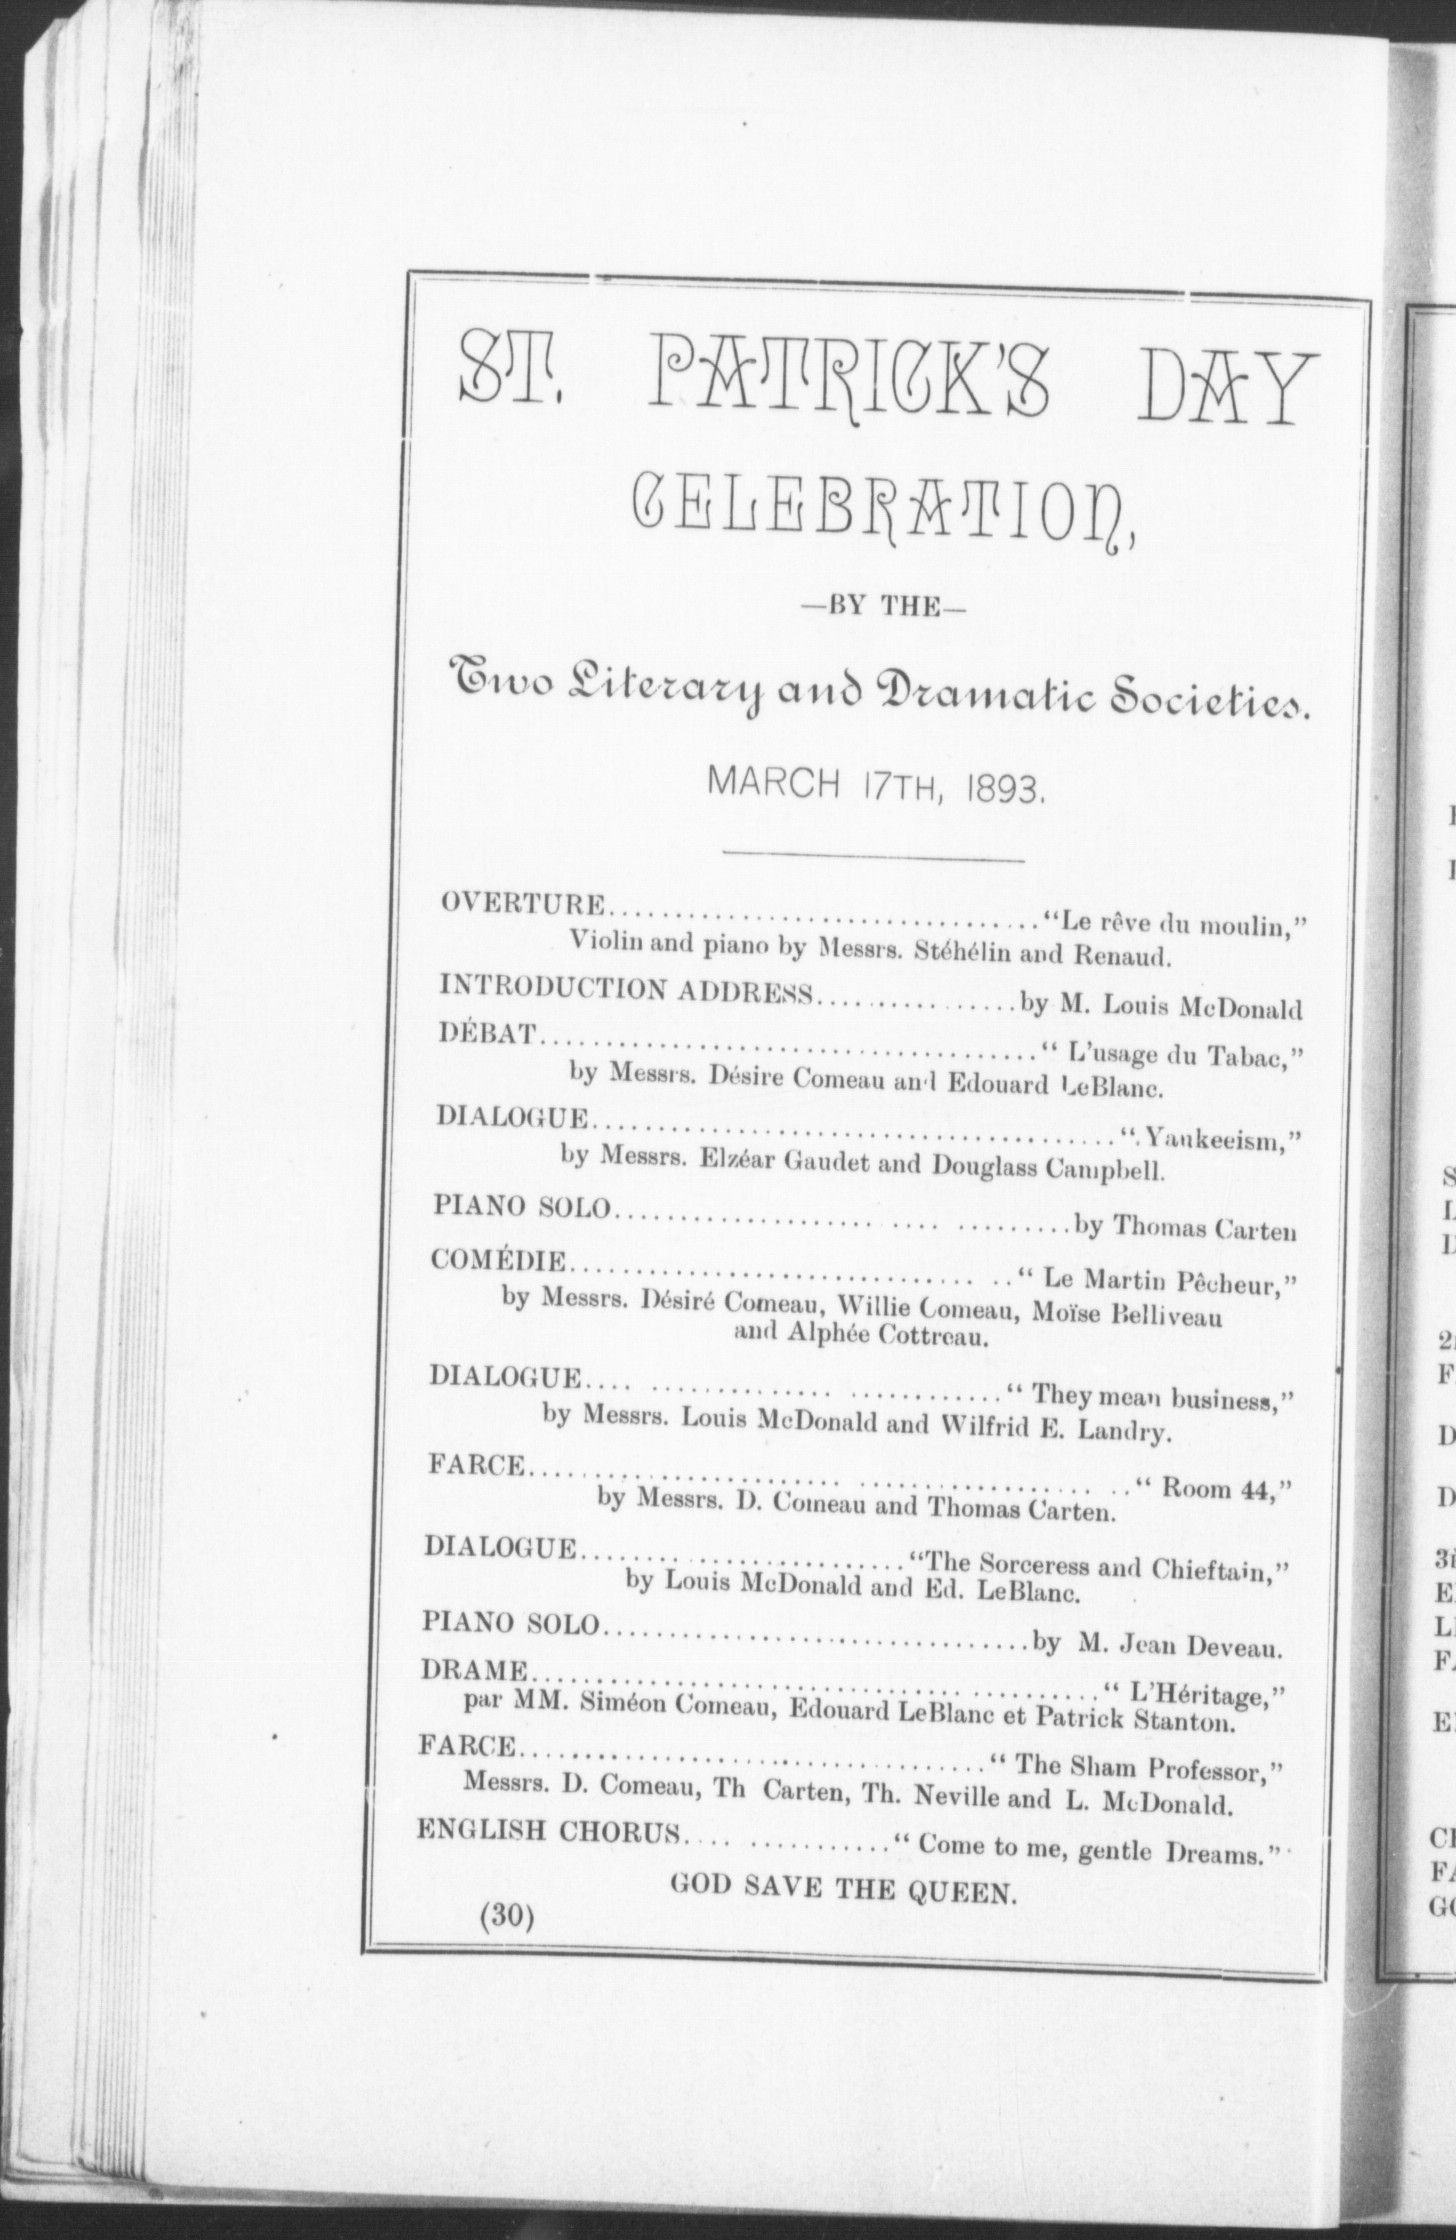 ST. PATRICK'S DAY
CELEBRATION,
—BY THE—
Two Literary and Dramatic Societies.
MARCH 17TH, 1893.
OVERTURE................................."Le rêve du moulin,"
Violin and piano by Messrs. Stéhélin and Renaud.
INTRODUCTION ADDRESS................by M. Louis McDonald
DÉBAT......................................" L'usage du Tabac,"
by Messrs. Désire Comeau and Edouard LeBlanc.
DIALOGUE........................................" Yankeeism,"
by Messrs. Elzéar Gaudet and Douglass Campbell.
PIANO SOLO.................... .... .........by Thomas Carten
COMÉDIE............................... .." Le Martin Pêcheur,"
by Messrs. Désiré Comeau, Willie Comeau, Moïse Belliveau
and Alphée Cottreau.
DIALOGUE.... .............. ............" They mean business,"
by Messrs. Louis McDonald and Wilfrid E. Landry.
FARCE........................ .................. .." Room 44,"
by Messrs. D. Comeau and Thomas Carten.
DIALOGUE........ ................"The Sorceress and Chieftain,"
by Louis McDonald and Ed. LeBlanc.
PIANO SOLO.................................by M. Jean Deveau.
DRAME................................. .........." L'Héritage,"
par MM. Siméon Comeau, Edouard LeBlanc et Patrick Stanton.
FARCE...................................." The Sham Professor,"
Messrs. D. Comeau, Th Carten, Th. Neville and L. McDonald.
ENGLISH CHORUS.... ..........." Come to me, gentle Dreams."
GOD SAVE THE QUEEN.
(30)